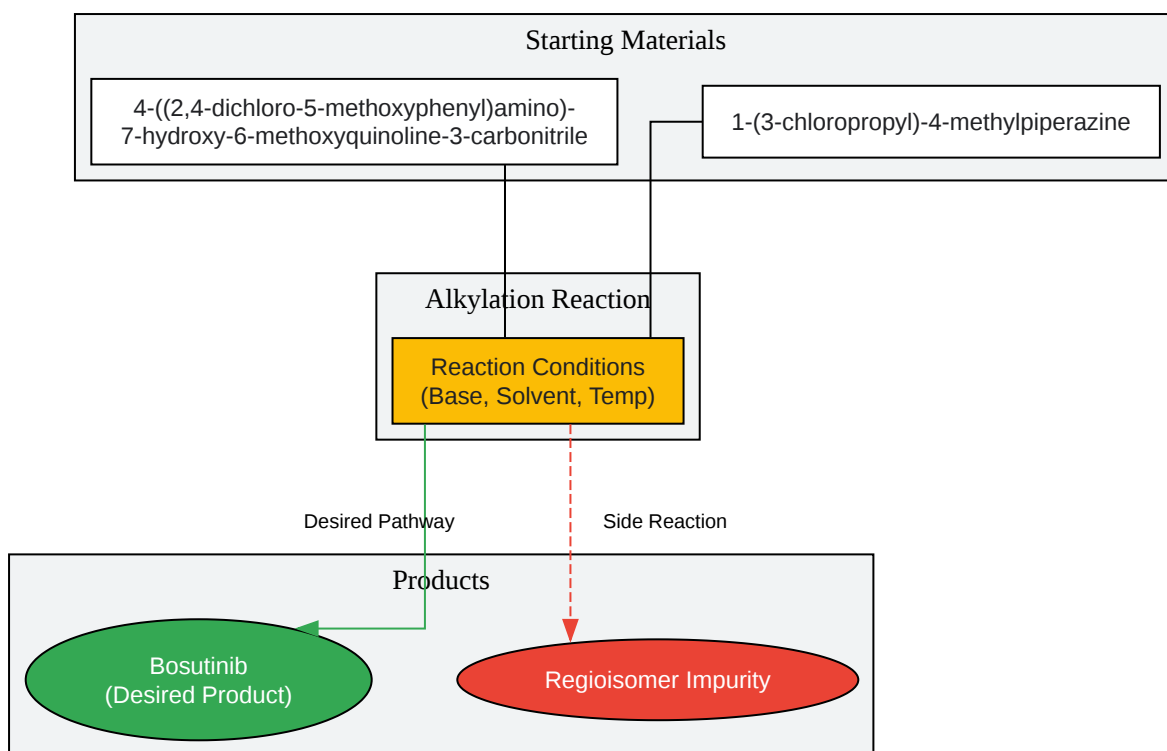 Starting Materials
4-((2,4-dichloro-5-methoxyphenyl)amino)-
7-hydroxy-6-methoxyquinoline-3-carbonitrile
1-(3-chloropropyl)-4-methylpiperazine
Alkylation Reaction
Reaction Conditions
(Base, Solvent, Temp)
Desired Pathway
Side Reaction
Products
Bosutinib
(Desired Product)
Regioisomer Impurity